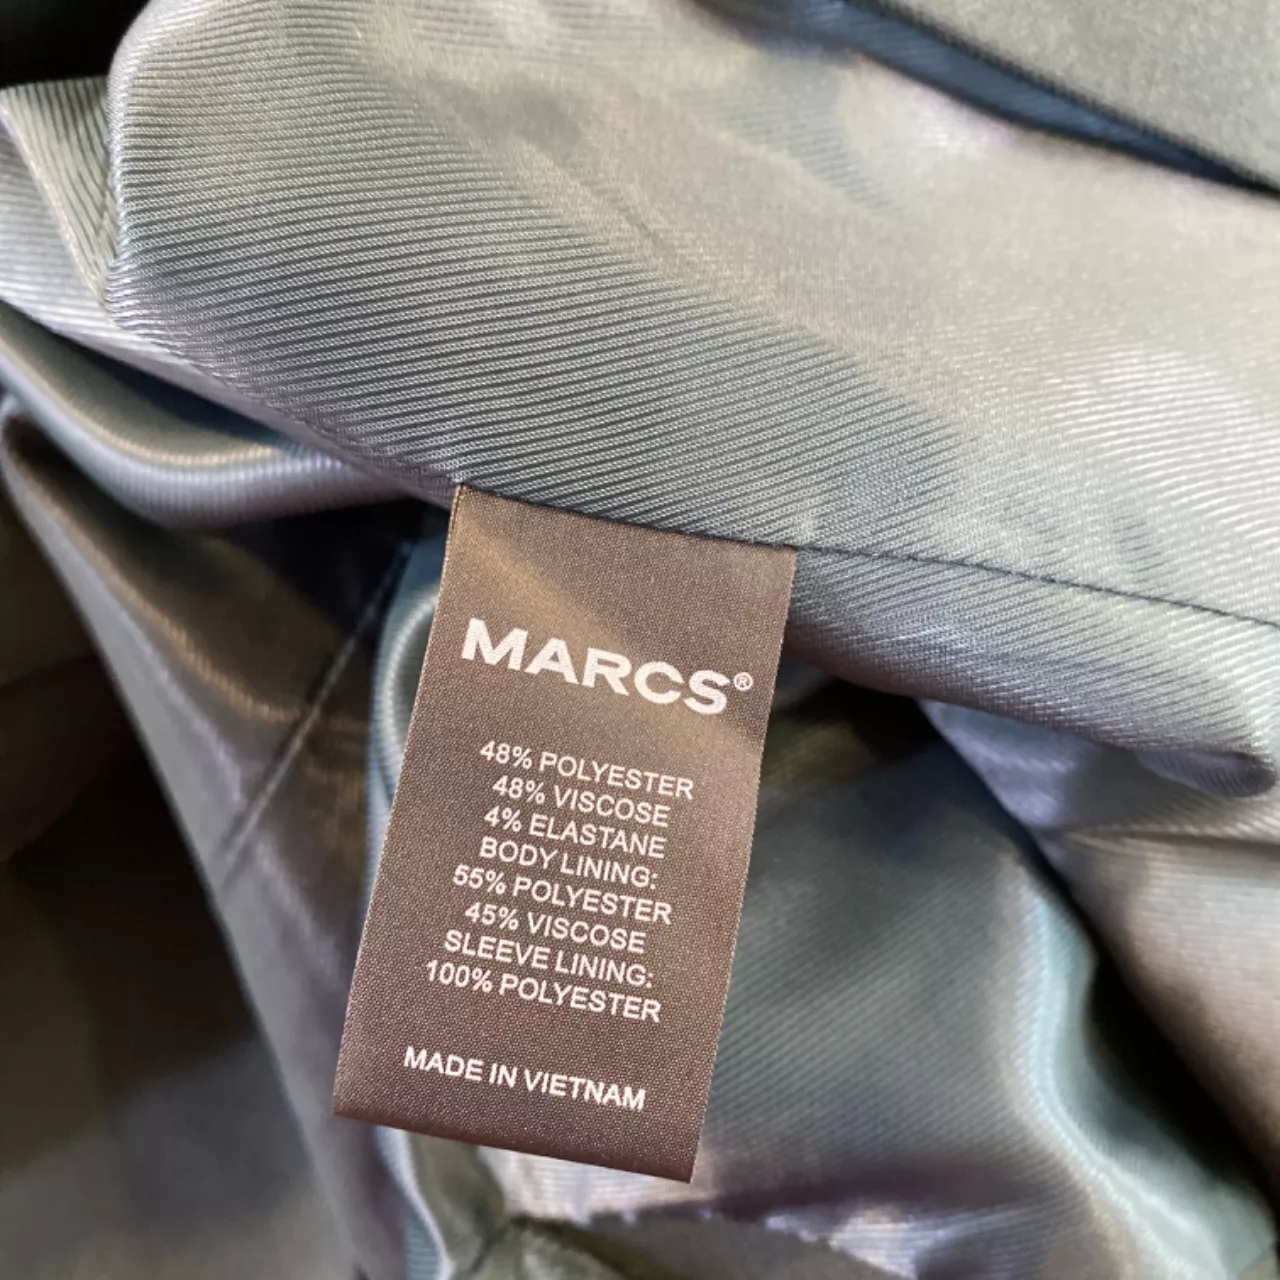 MARCS®
48% POLYESTER
48% VISCOSE
4% ELASTANE
BODY LINING:
55% POLYESTER
45% VISCOSE
SLEEVE LINING:
100% POLYESTER
MADE IN VIETNAM